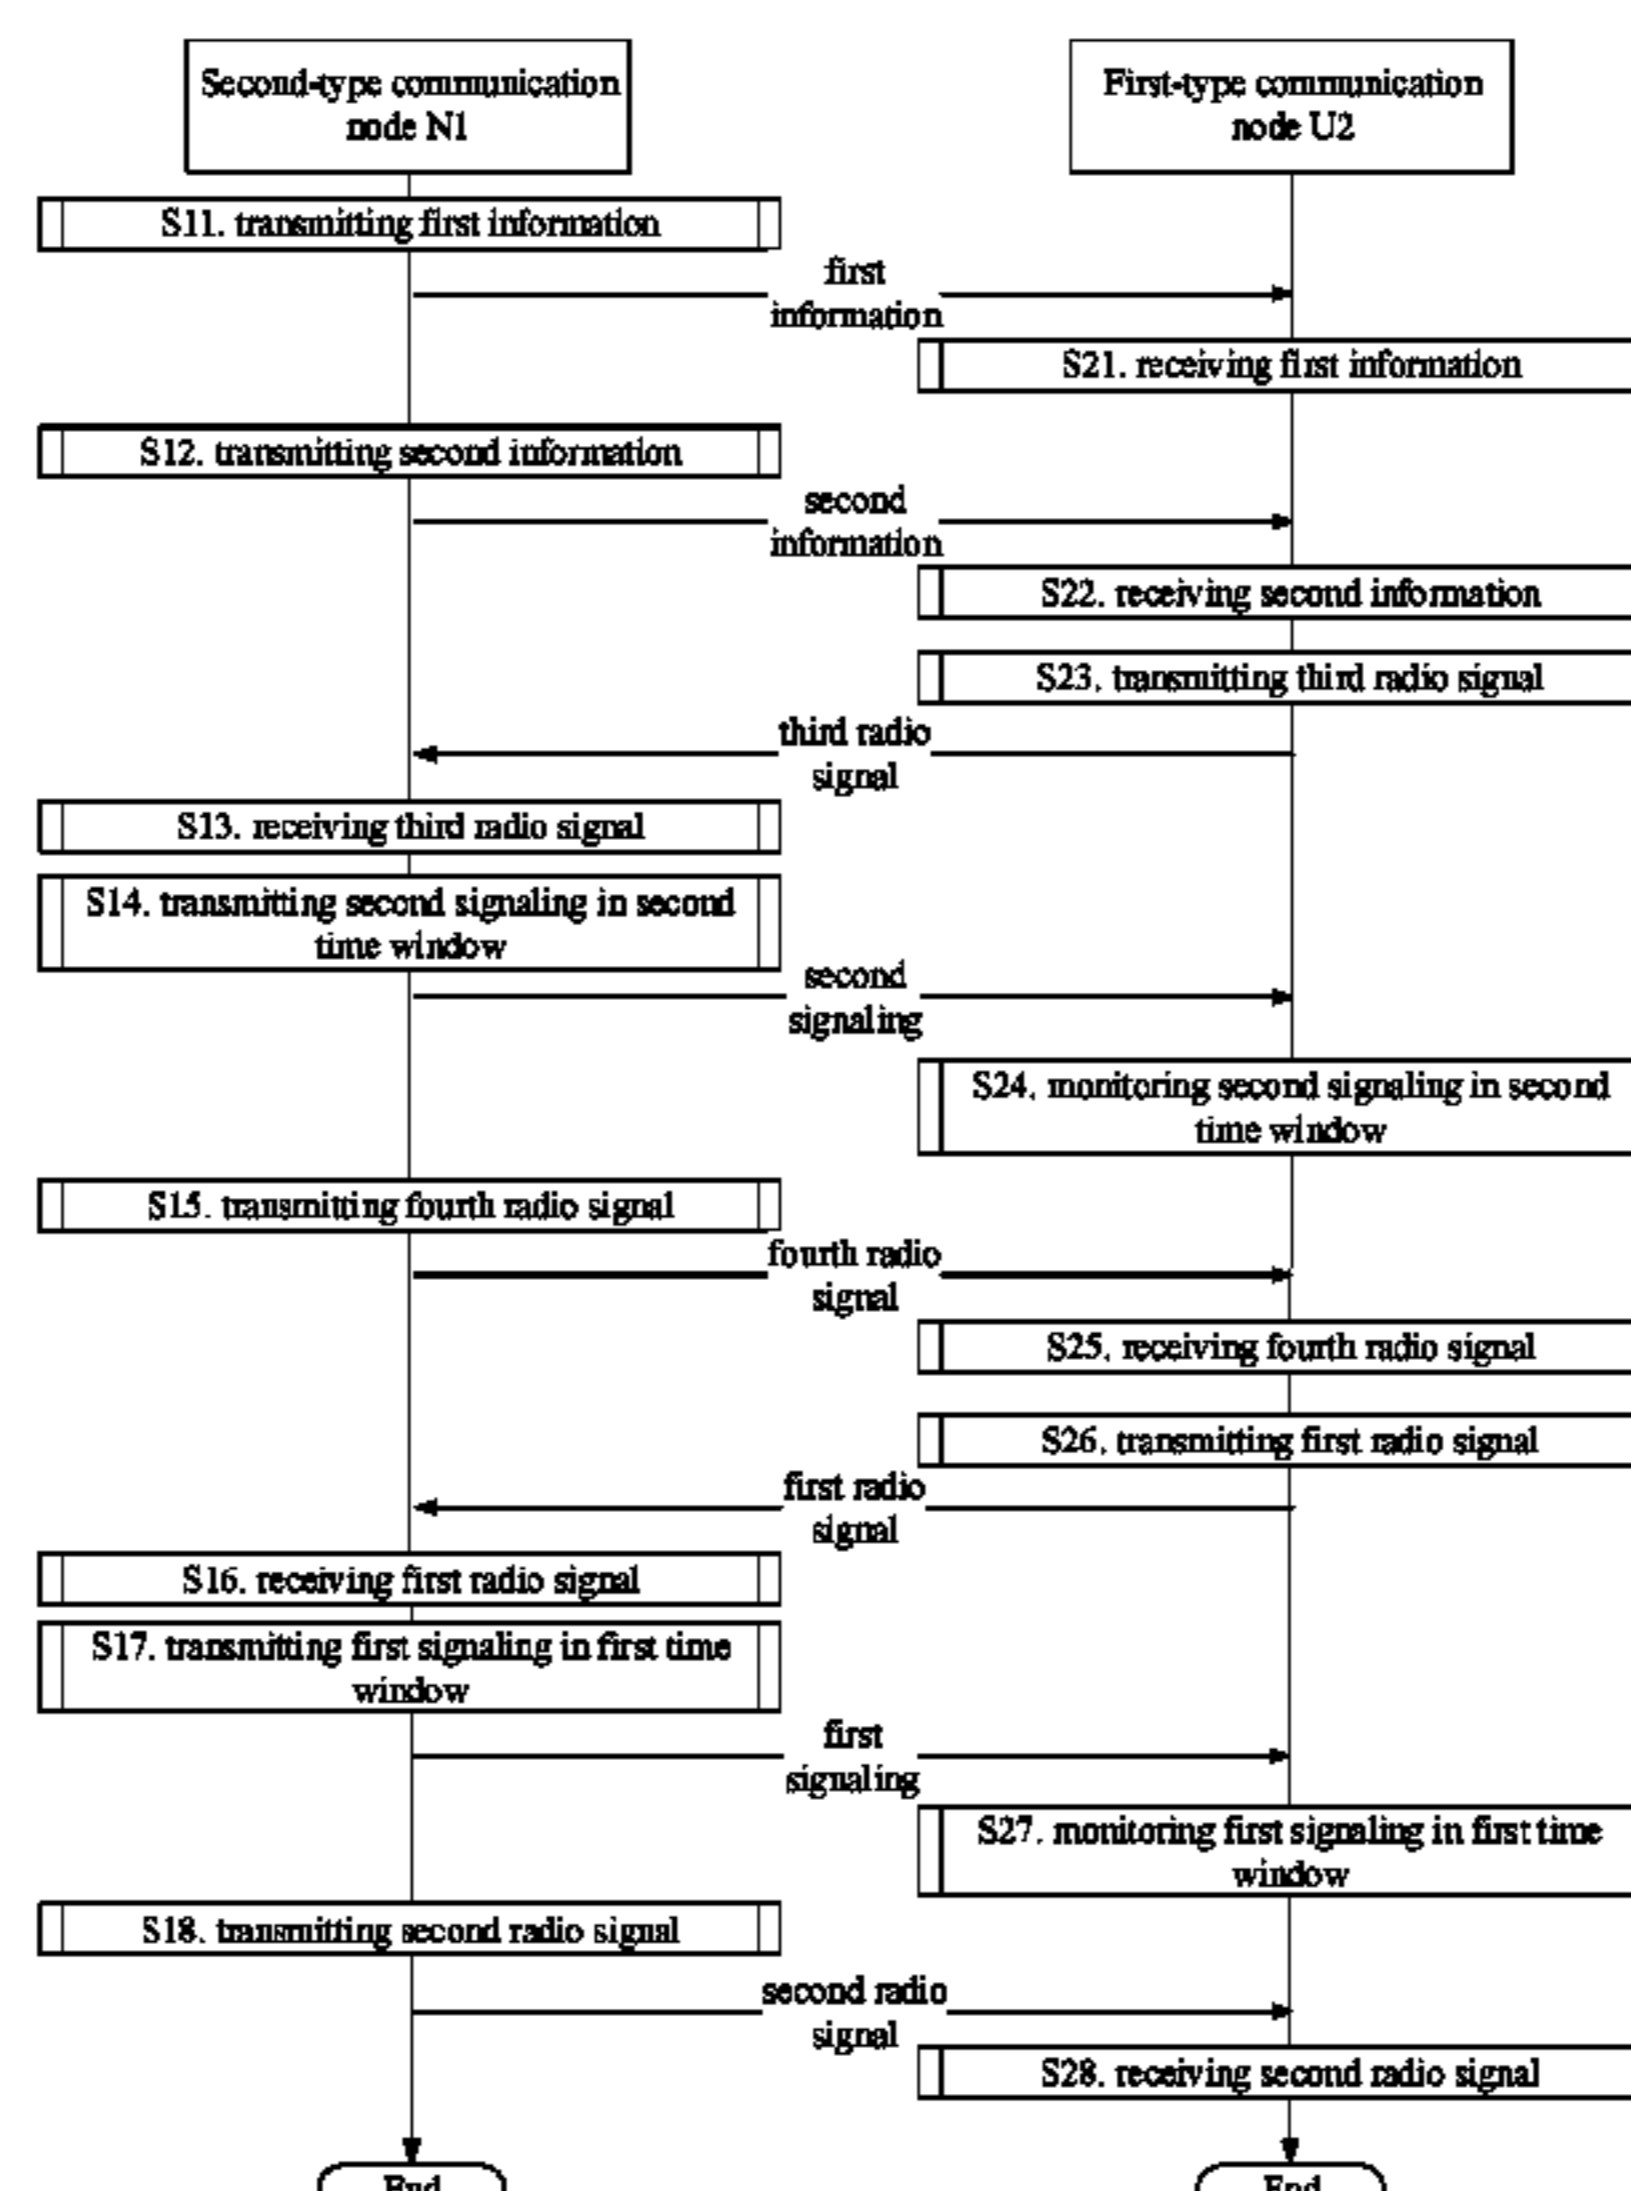 Second-type communication
node N1
First-type communication
node U2
S11. transmitting first information
first
information
S21. receiving first information
S12. transmitting second information
second
information
S22. receiving second information
S23. transmitting third radio signal
third radio
signal
S13. receiving third radio signal
S14. transmitting second signaling in second
time window
second
signaling
S24. monitoring second signaling in second
time window
S15. transmitting fourth radio signal
fourth radio
signal
S25. receiving fourth radio signal
S26. transmitting first radio signal
first radio
signal
S16. receiving first radio signal
S17. transmitting first signaling in first time
window
first
signaling
S27. monitoring first signaling in first time
window
S18. transmitting second radio signal
second radio
signal
S28. receiving second radio signal
End
End